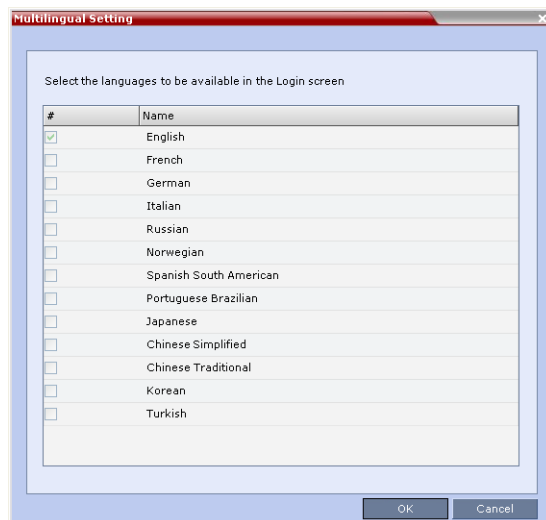 Multilingual Setting
Select the languages to be available in the Login screen
# Name
English
French
German
Italian
Russian
Norwegian
Spanish South American
Portuguese Brazilian
Japanese
Chinese Simplified
Chinese Traditional
Korean
Turkish
OK Cancel